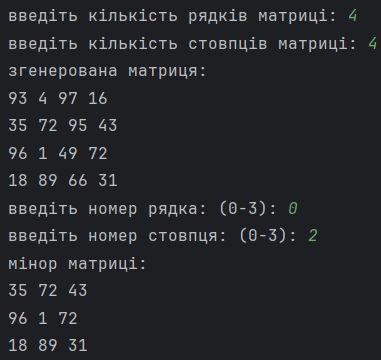 введіть кількість рядків матриці: 4
введіть кількість стовпців матриці: 4
згенерована матриця:
93 4 97 16
35 72 95 43
96 1 49 72
18 89 66 31
введіть номер рядка: (0-3): 0
введіть номер стовпця: (0-3): 2
мінор матриці:
35 72 43
96 1 72
18 89 31